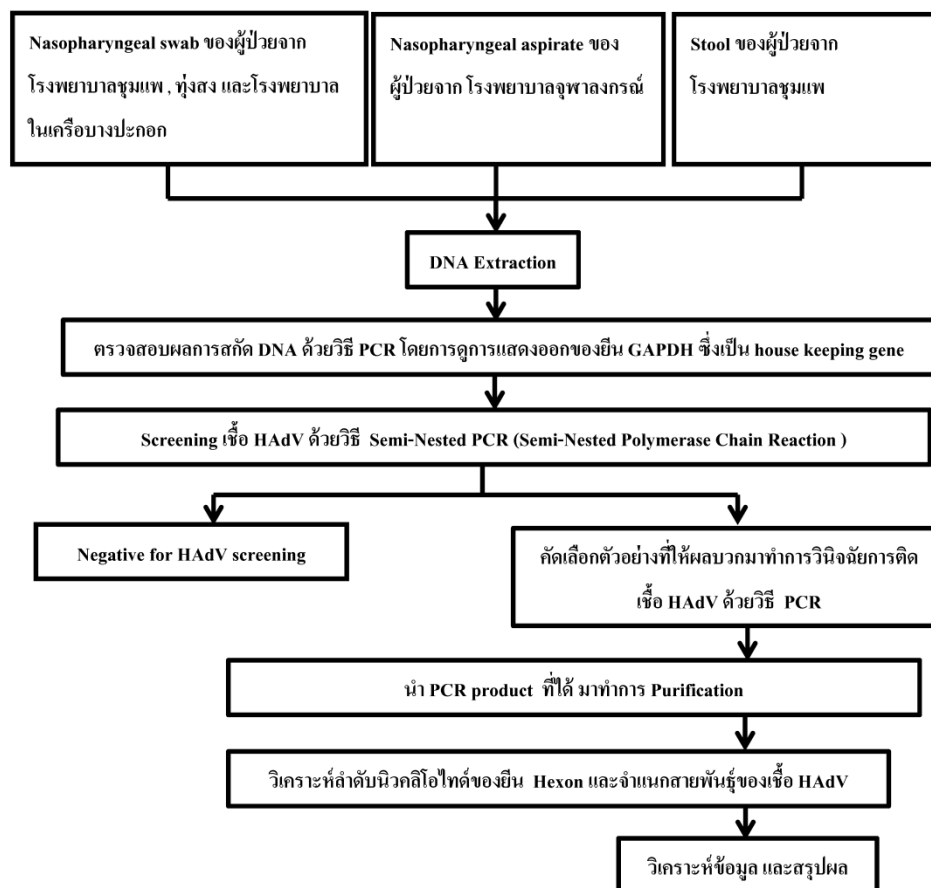 Nasopharyngeal swab ของผู้ป่วยจาก
โรงพยาบาลชุมแพ , ทุ่งสง และโรงพยาบาล
ในเครือบางปะกอก
Nasopharyngeal aspirate ของ
ผู้ป่วยจาก โรงพยาบาลจุฬาลงกรณ์
Stool ของผู้ป่วยจาก
โรงพยาบาลชุมแพ
DNA Extraction
ตรวจสอบผลการสกัด DNA ด้วยวิธี PCR โดยการดูการแสดงออกของยีน GAPDH ซึ่งเป็น house keeping gene
Screening เชื้อ HAdV ด้วยวิธี Semi-Nested PCR (Semi-Nested Polymerase Chain Reaction )
Negative for HAdV screening
คัดเลือกตัวอย่างที่ให้ผลบวกมาทำการวินิจฉัยการติด
เชื้อ HAdV ด้วยวิธี PCR
นำ PCR product ที่ได้ มาทำการ Purification
วิเคราะห์ลำดับนิวคลิโอไทด์ของยีน Hexon และจำแนกสายพันธุ์ของเชื้อ HAdV
วิเคราะห์ข้อมูล และสรุปผล